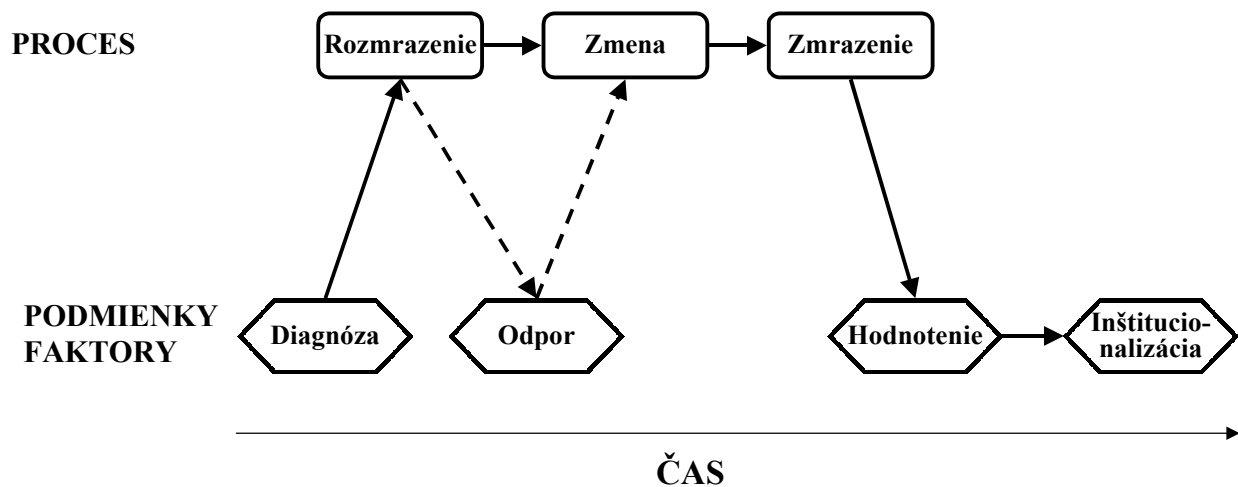 PROCES
Rozmrazenie
Zmena
Zmrazenie
PODMIENKY
FAKTORY
Diagnóza
Odpor
Hodnotenie
Inštitucio-
nalizácia
ČAS